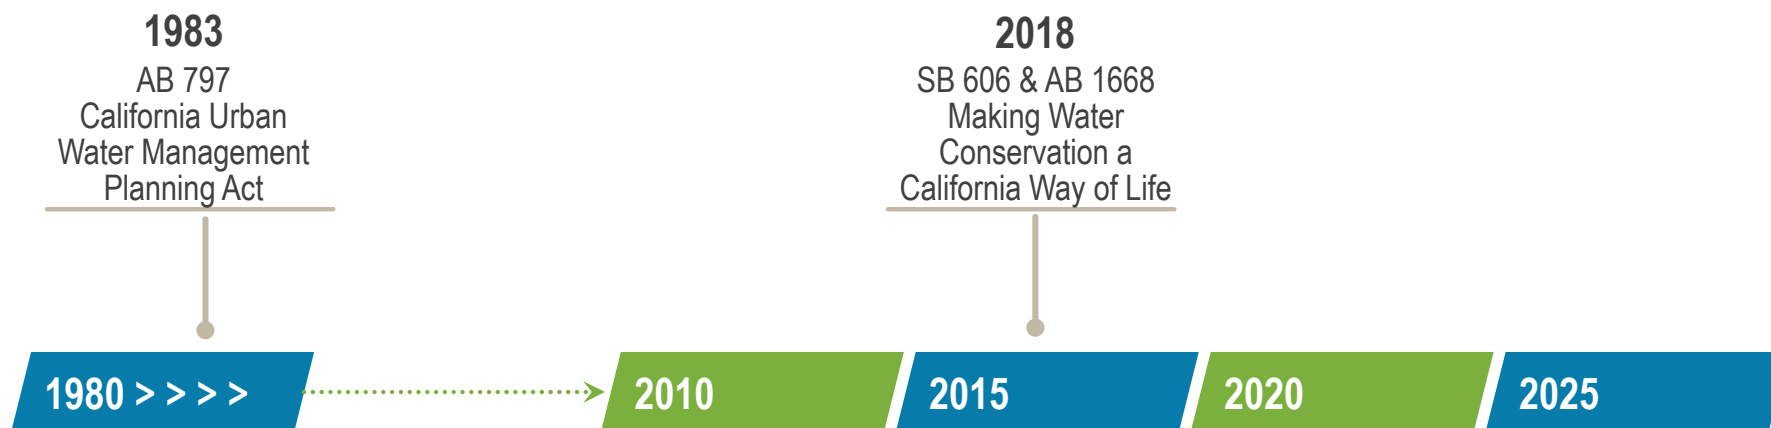 1983
AB 797
California Urban
Water Management
Planning Act
2018
SB 606 & AB 1668
Making Water
Conservation a
California Way of Life
1980 > > > >
2010
2015
2020
2025